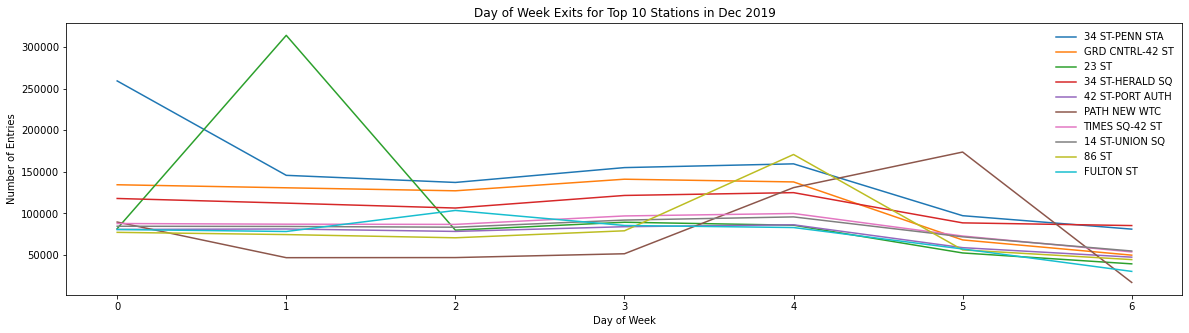 Day of Week Exits for Top 10 Stations in Dec 2019
Number of Entries
300000
250000
200000
150000
100000
50000
34 ST-PENN STA
GRD CNTRL-42 ST
23 ST
34 ST-HERALD SQ
42 ST-PORT AUTH
PATH NEW WTC
TIMES SQ-42 ST
14 ST-UNION SQ
86 ST
FULTON ST
0 1 2 3 4 5 6
Day of Week